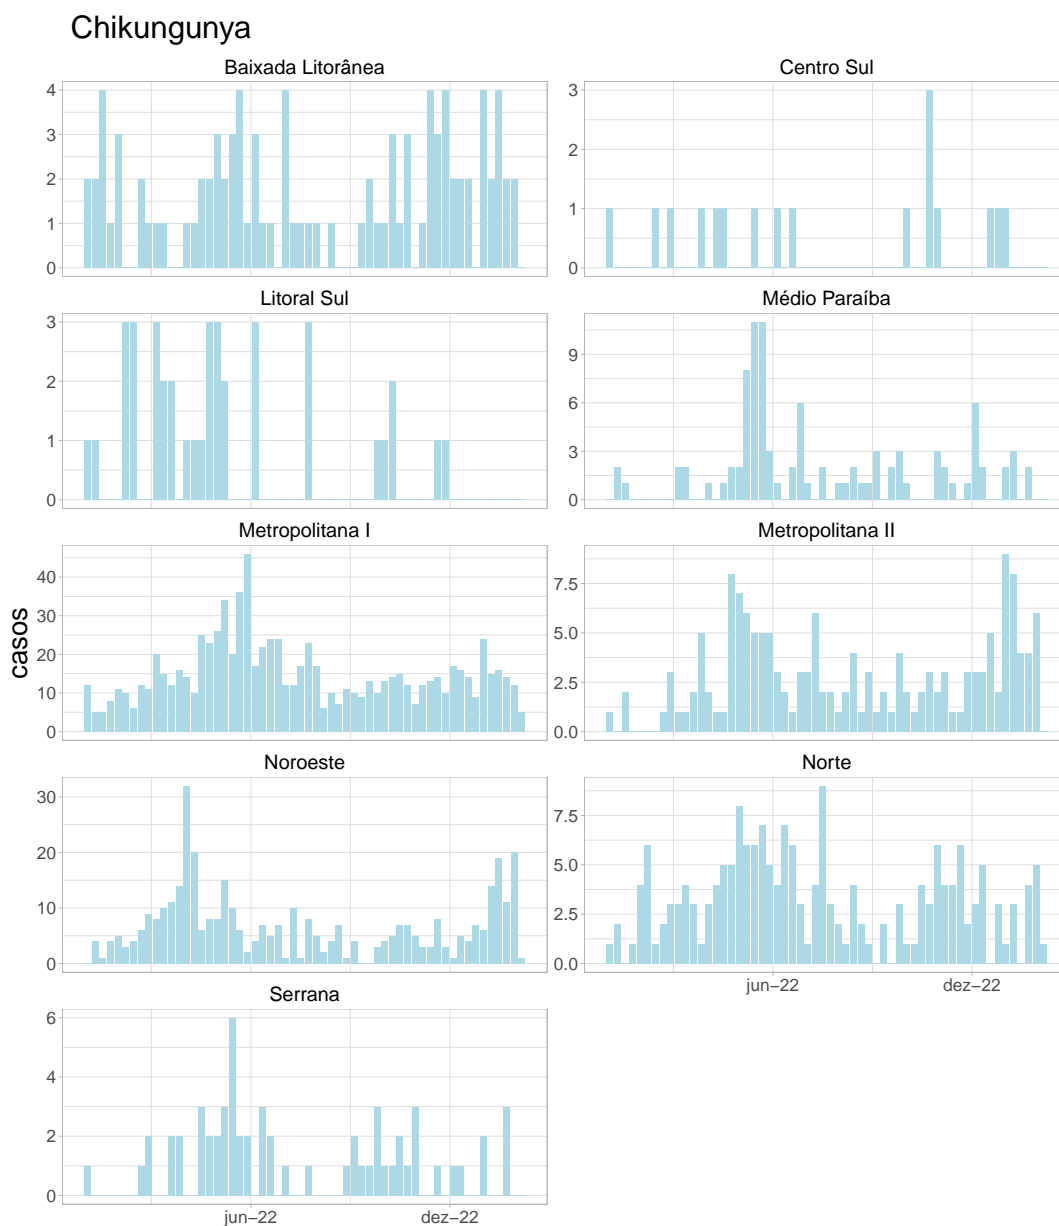 Chikungunya
Baixada Litorânea
Centro Sul
4
3
2
1
0
3
2
1
0
Litoral Sul
Médio Paraíba
3
2
1
0
9
6
3
0
Metropolitana I
Metropolitana II
casos
40
30
20
10
0
7.5
5.0
2.5
0.0
Noroeste
Norte
30
20
10
0
7.5
5.0
2.5
0.0
jun−22
dez−22
Serrana
6
4
2
0
jun−22
dez−22